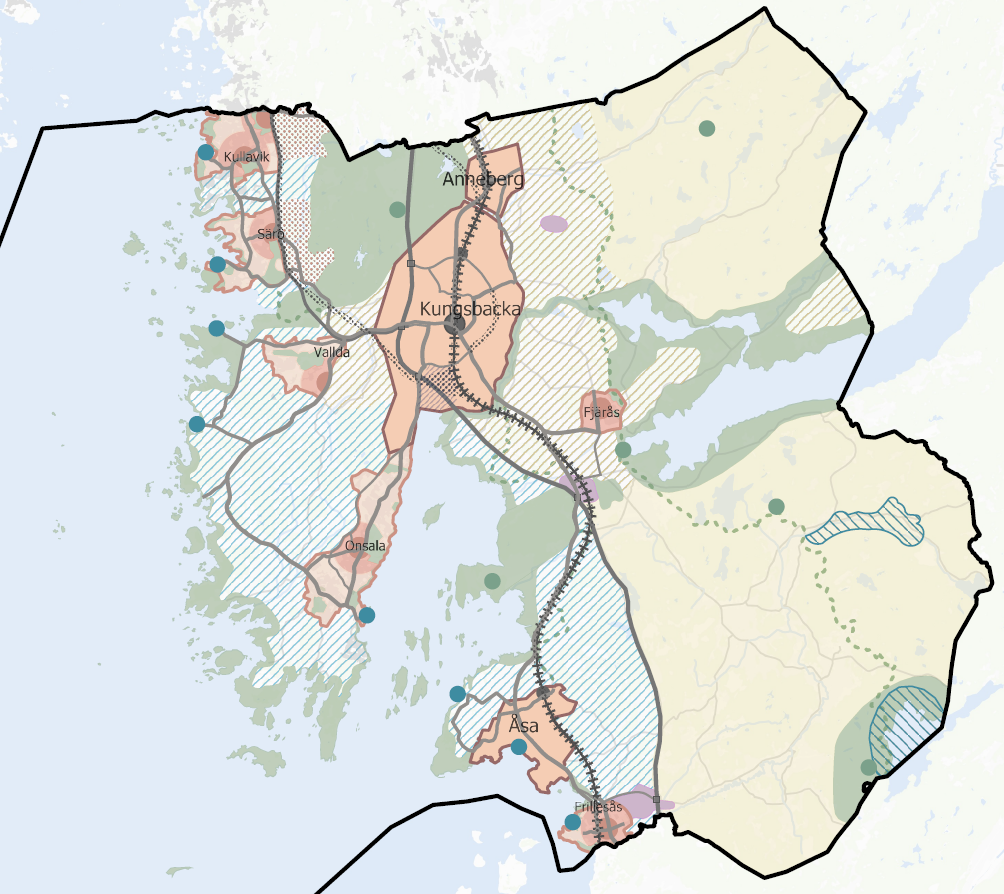 Kullavik
Anneberg
Särö
Kungsbacka
Vallda
Fjärås
Onsala
Åsa
Frillesås